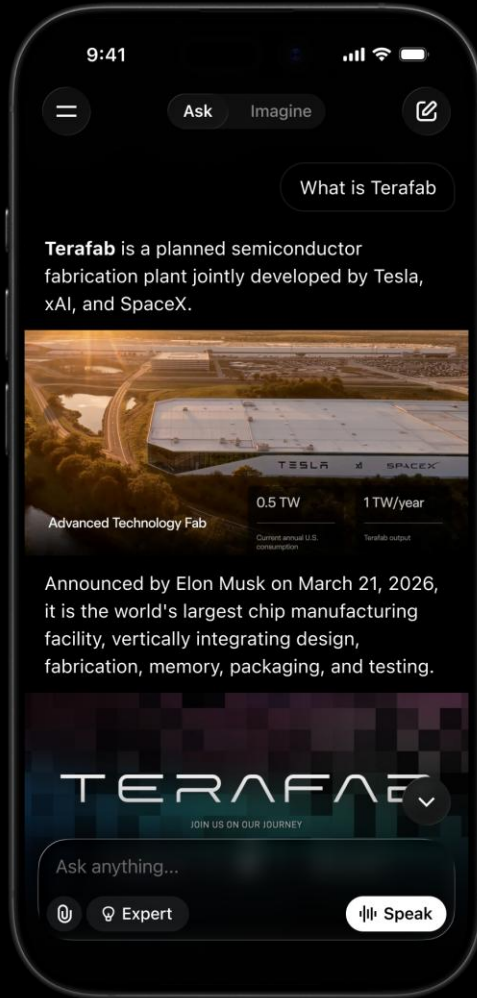 9:41
Ask Imagine
What is Terafab
Terafab is a planned semiconductor
fabrication plant jointly developed by Tesla,
xAI, and SpaceX.
TESLA xI SPACEX
Advanced Technology Fab
0.5 TW
Current annual U.S.
consumption
1 TW/year
Terafab output
Announced by Elon Musk on March 21, 2026,
it is the world's largest chip manufacturing
facility, vertically integrating design,
fabrication, memory, packaging, and testing.
TERAFAB
JOIN US ON OUR JOURNEY
Ask anything...
Expert
Speak